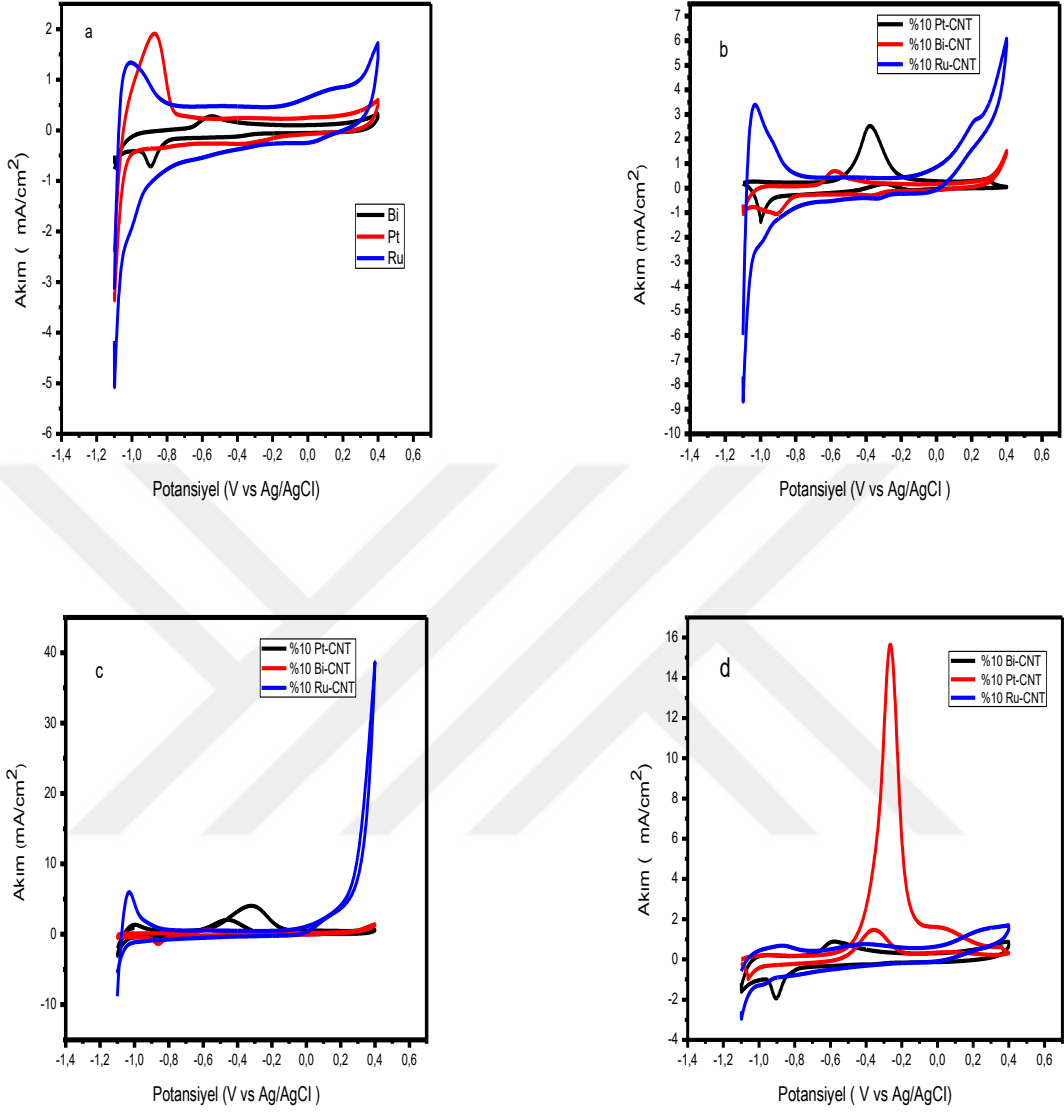 a
Akım ( mA/cm²)
2
1
0
-1
-2
-3
-4
-5
-6
Bi
Pt
Ru
-1,4 -1,2 -1,0 -0,8 -0,6 -0,4 -0,2 0,0 0,2 0,4 0,6
Potansiyel (V vs Ag/AgCl)
b
Akım (mA/cm²)
7
6
5
4
3
2
1
0
-1
-2
-3
-4
-5
-6
-7
-8
-9
-10
%10 Pt-CNT
%10 Bi-CNT
%10 Ru-CNT
-1,4 -1,2 -1,0 -0,8 -0,6 -0,4 -0,2 0,0 0,2 0,4 0,6
Potansiyel (V vs Ag/AgCl )
c
Akım (mA/cm²)
40
30
20
10
0
-10
%10 Pt-CNT
%10 Bi-CNT
%10 Ru-CNT
-1,4 -1,2 -1,0 -0,8 -0,6 -0,4 -0,2 0,0 0,2 0,4 0,6
Potansiyel (V vs Ag/AgCl )
d
Akım ( mA/cm²)
16
14
12
10
8
6
4
2
0
-2
-4
%10 Bi-CNT
%10 Pt-CNT
%10 Ru-CNT
-1,4 -1,2 -1,0 -0,8 -0,6 -0,4 -0,2 0,0 0,2 0,4 0,6
Potansiyel ( V vs Ag/AgCl)